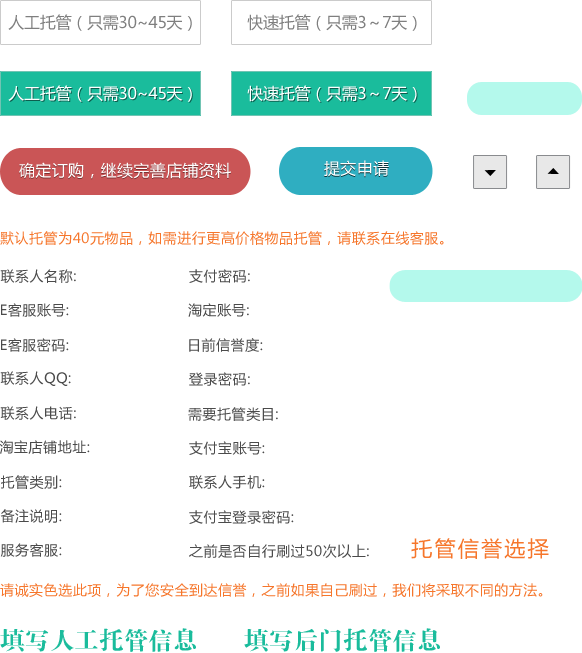 人工托管（只需30~45天）
快速托管（只需3～7天）
人工托管（只需30~45天）
快速托管（只需3～7天）
确定订购，继续完善店铺资料
提交申请
默认托管为40元物品，如需进行更高价格物品托管，请联系在线客服。
联系人名称:
支付密码:
E客服账号:
淘定账号:
E客服密码:
日前信誉度:
联系人QQ:
登录密码:
联系人电话:
需要托管类目:
淘宝店铺地址:
支付宝账号:
托管类别:
联系人手机:
备注说明:
支付宝登录密码:
服务客服:
之前是否自行刷过50次以上:
托管信誉选择
请诚实色选此项，为了您安全到达信誉，之前如果自己刷过，我们将采取不同的方法。
填写人工托管信息
填写后门托管信息